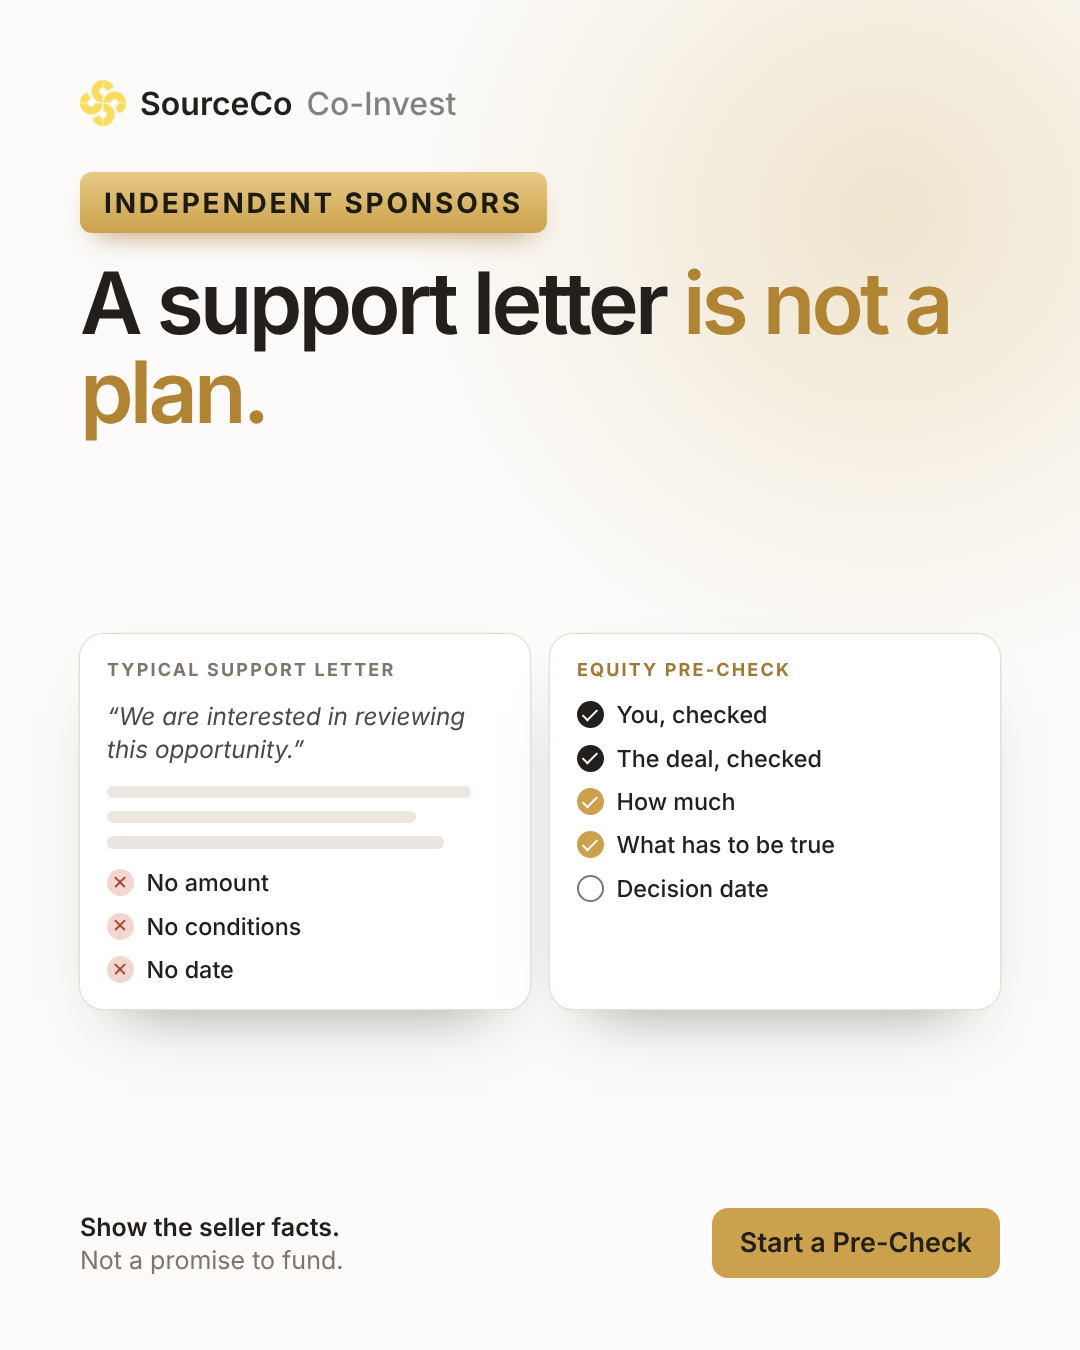 SourceCo Co-Invest
INDEPENDENT SPONSORS
A support letter is not a
plan.
TYPICAL SUPPORT LETTER
“We are interested in reviewing
this opportunity.”
No amount
No conditions
No date
EQUITY PRE-CHECK
You, checked
The deal, checked
How much
What has to be true
Decision date
Show the seller facts.
Not a promise to fund.
Start a Pre-Check